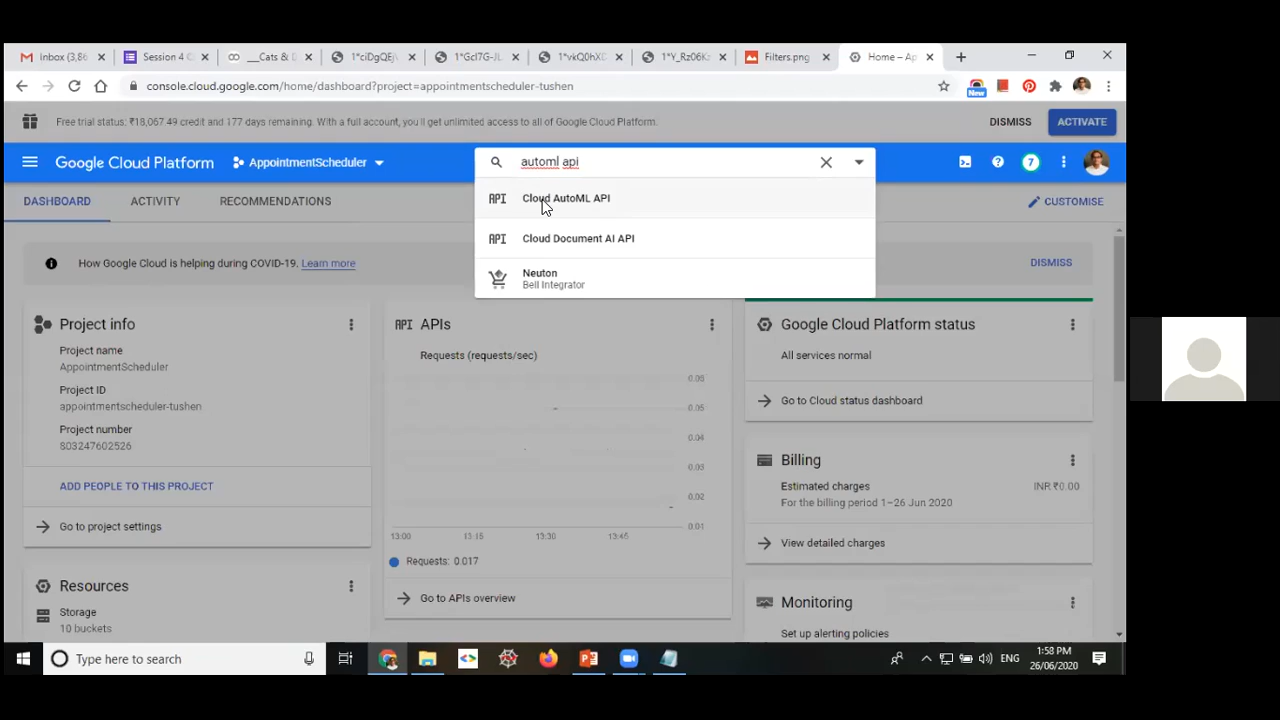 Inbox (3,86
Session 4
__Cats & D
1*ciDgQEj
1*Gcl7G-JL
1*vkQ0hXD
1*Y_Rz06K
Filters.png
Home – Ap
console.cloud.google.com/home/dashboard?project=appointmentscheduler-tushen
New
Free trial status: ₹18,067.49 credit and 177 days remaining. With a full account, you'll get unlimited access to all of Google Cloud Platform.
DISMISS
ACTIVATE
Google Cloud Platform
AppointmentScheduler
automl api
7
DASHBOARD
ACTIVITY
RECOMMENDATIONS
CUSTOMISE
API Cloud AutoML API
API Cloud Document AI API
Neuton
Bell Integrator
How Google Cloud is helping during COVID-19. Learn more
DISMISS
Project info
Project name
AppointmentScheduler
Project ID
appointmentscheduler-tushen
Project number
803247602526
ADD PEOPLE TO THIS PROJECT
Go to project settings
Resources
Storage
10 buckets
API APIs
Requests (requests/sec)
0.06
0.05
0.04
0.03
0.02
0.01
13:00 13:15 13:30 13:45
Requests: 0.017
Go to APIs overview
Google Cloud Platform status
All services normal
Go to Cloud status dashboard
Billing
Estimated charges INR ₹0.00
For the billing period 1–26 Jun 2020
View detailed charges
Monitoring
Set up alerting policies
Type here to search
ENG
1:58 PM
26/06/2020